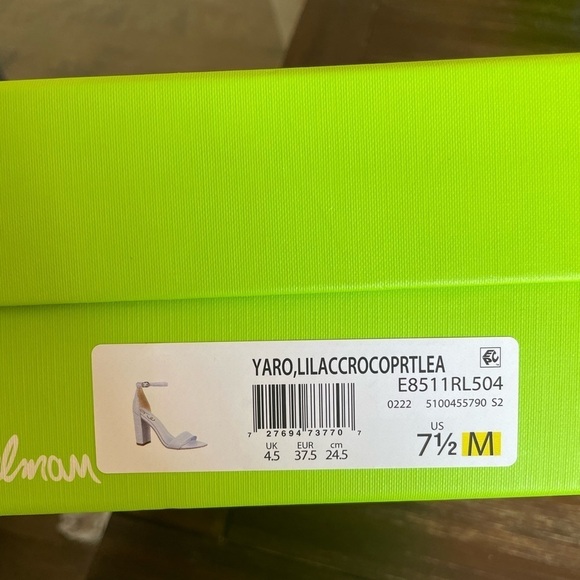 YARO,LILACCROCOPRTLEA
E8511RL504
0222 5100455790 S2
7 27694 73770 7
UK EUR cm
4.5 37.5 24.5
US
7½ M
elman